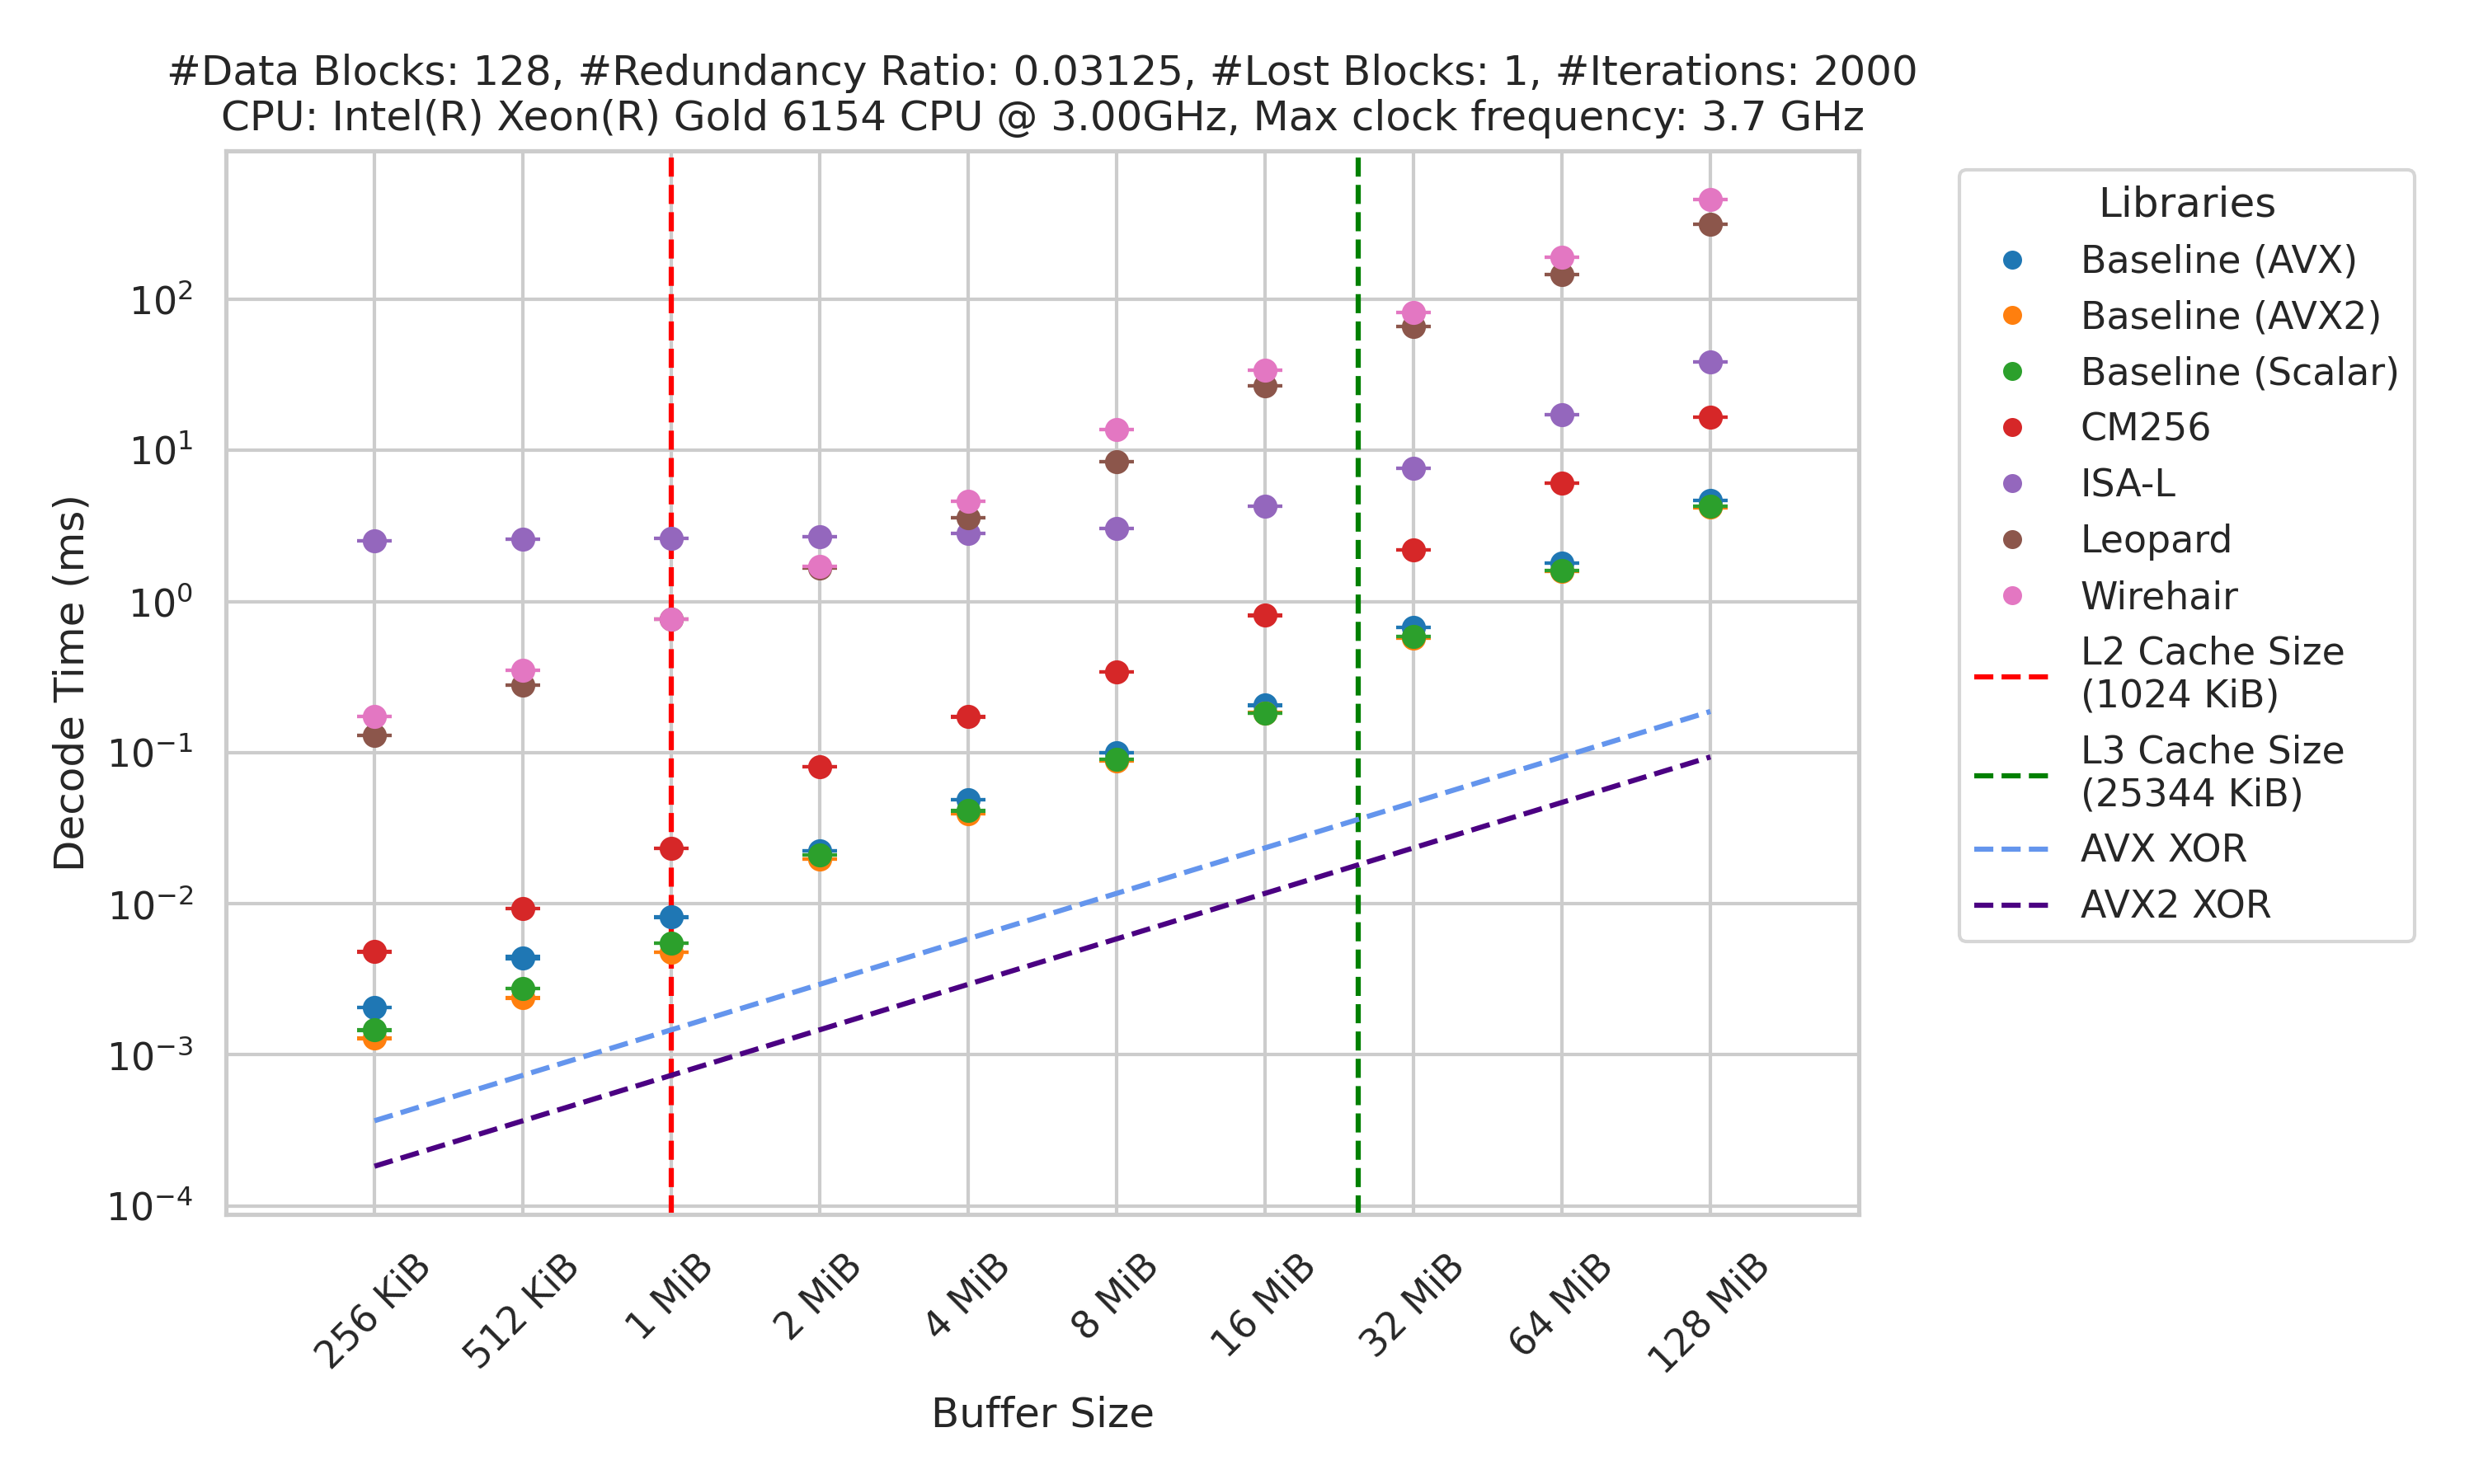 #Data Blocks: 128, #Redundancy Ratio: 0.03125, #Lost Blocks: 1, #Iterations: 2000
CPU: Intel(R) Xeon(R) Gold 6154 CPU @ 3.00GHz, Max clock frequency: 3.7 GHz
Decode Time (ms)
10²
10¹
10⁰
10⁻¹
10⁻²
10⁻³
10⁻⁴
256 KiB
512 KiB
1 MiB
2 MiB
4 MiB
8 MiB
16 MiB
32 MiB
64 MiB
128 MiB
Buffer Size
Libraries
Baseline (AVX)
Baseline (AVX2)
Baseline (Scalar)
CM256
ISA-L
Leopard
Wirehair
L2 Cache Size
(1024 KiB)
L3 Cache Size
(25344 KiB)
AVX XOR
AVX2 XOR